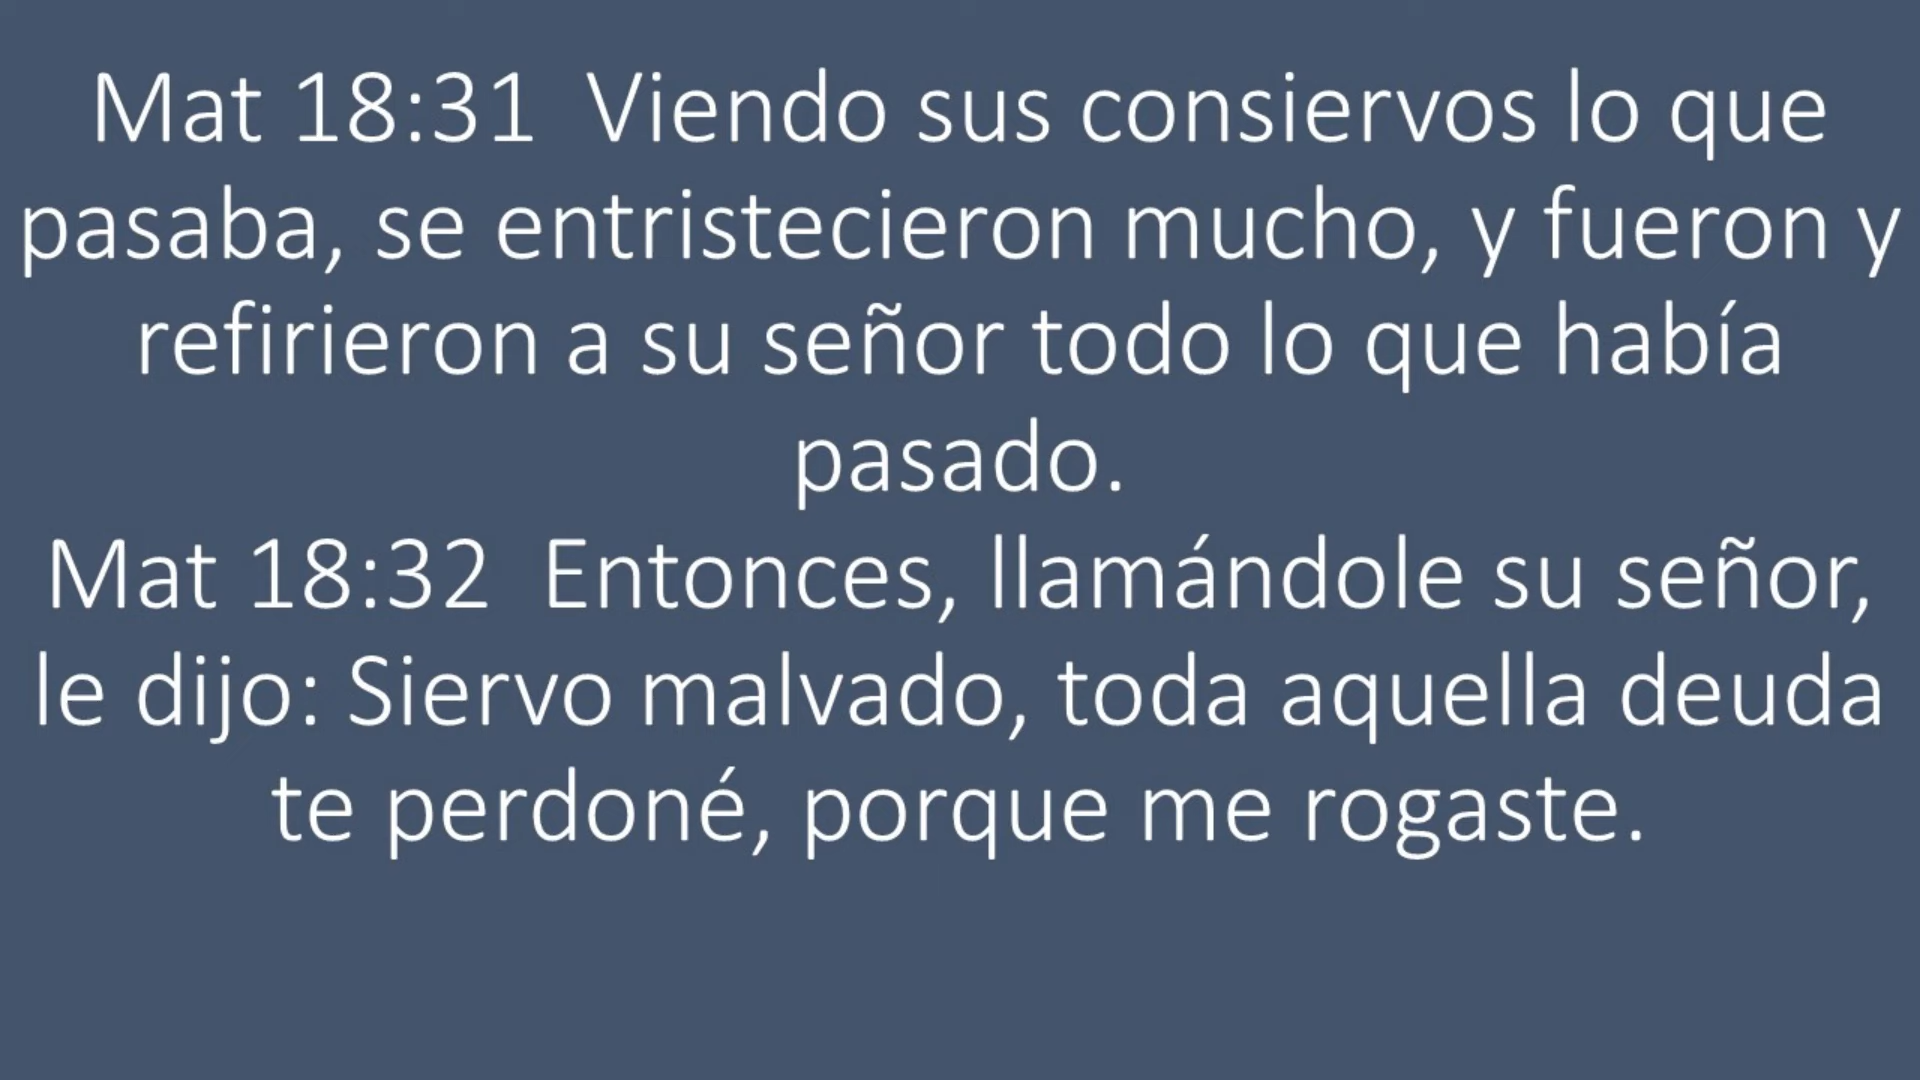 Mat 18:31  Viendo sus consiervos lo que
pasaba, se entristecieron mucho, y fueron y
refirieron a su señor todo lo que había
pasado.
Mat 18:32  Entonces, llamándole su señor,
le dijo: Siervo malvado, toda aquella deuda
te perdoné, porque me rogaste.